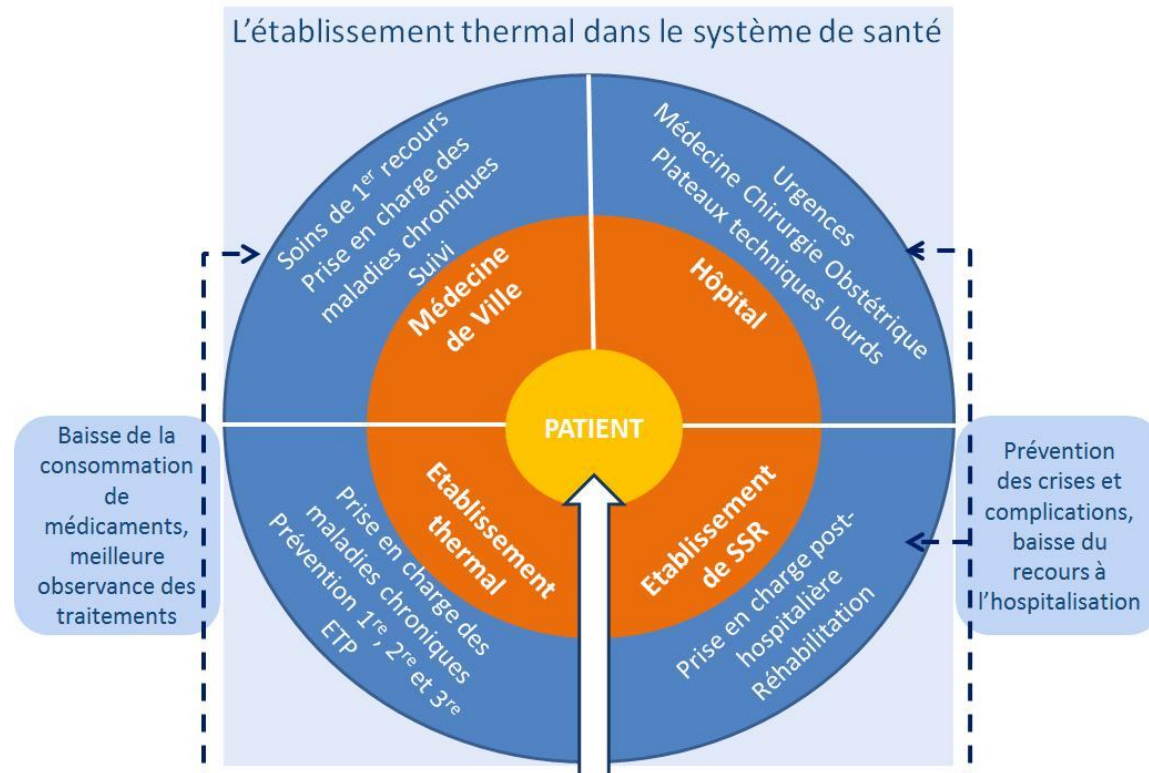 L'établissement thermal dans le système de santé
Soins de 1er recours
Prise en charge des
maladies chroniques
Suivi
Médecine
de Ville
Urgences
Médecine Chirurgie Obstétrique
Plateaux techniques lourds
Hôpital
PATIENT
Baisse de la
consommation
de
médicaments,
meilleure
observance des
traitements
Etablissement
thermal
Prise en charge des
maladies chroniques
Prévention 1re, 2re et 3re
ETP
Etablissement
de SSR
Prise en charge post-
hospitalière
Réhabilitation
Prévention
des crises et
complications,
baisse du
recours à
l'hospitalisation